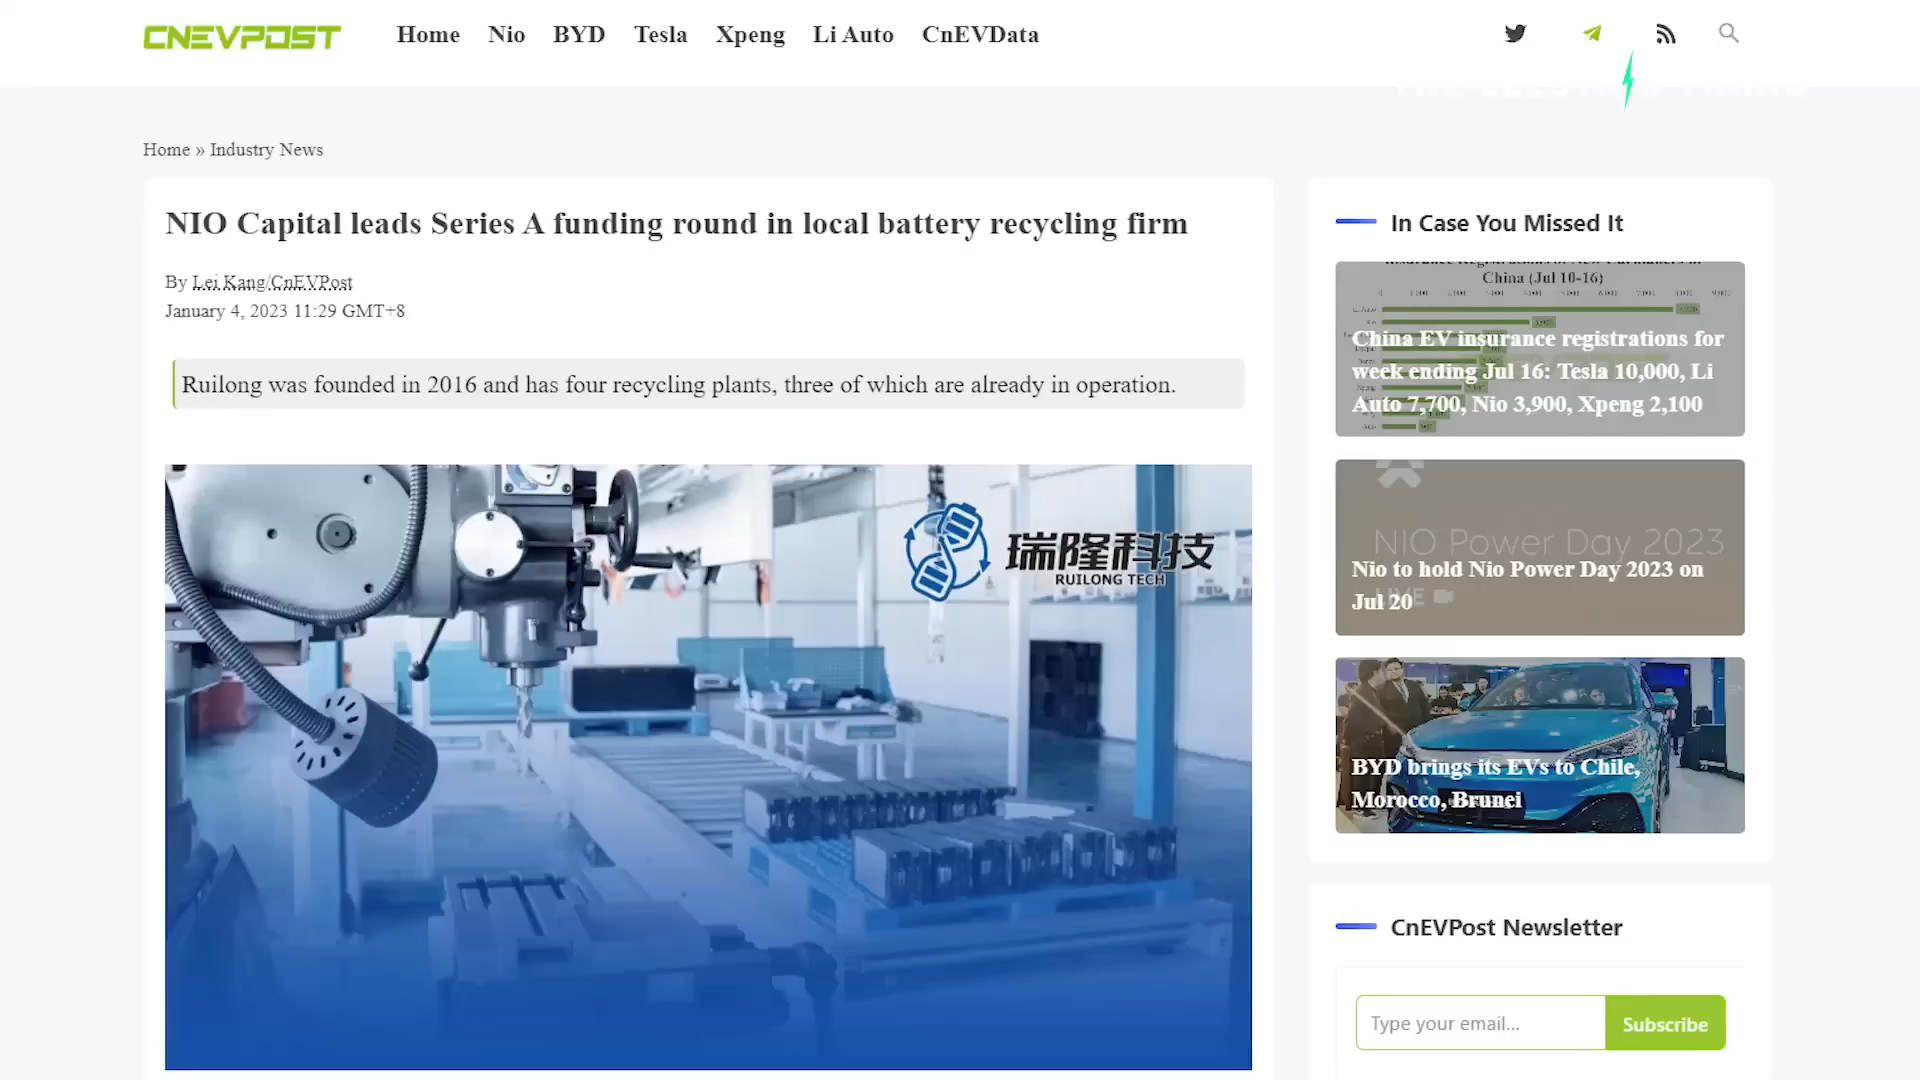 CNEVPOST
Home Nio BYD Tesla Xpeng Li Auto CnEVData
Home » Industry News
NIO Capital leads Series A funding round in local battery recycling firm
By Lei Kang/CnEVPost
January 4, 2023 11:29 GMT+8
Ruilong was founded in 2016 and has four recycling plants, three of which are already in operation.
瑞隆科技
RUILONG TECH
In Case You Missed It
China (Jul 10-16)
China EV insurance registrations for
week ending Jul 16: Tesla 10,000, Li
Auto 7,700, Nio 3,900, Xpeng 2,100
NIO Power Day 2023
Nio to hold Nio Power Day 2023 on
Jul 20
BYD brings its EVs to Chile,
Morocco, Brunei
CnEVPost Newsletter
Type your email...
Subscribe